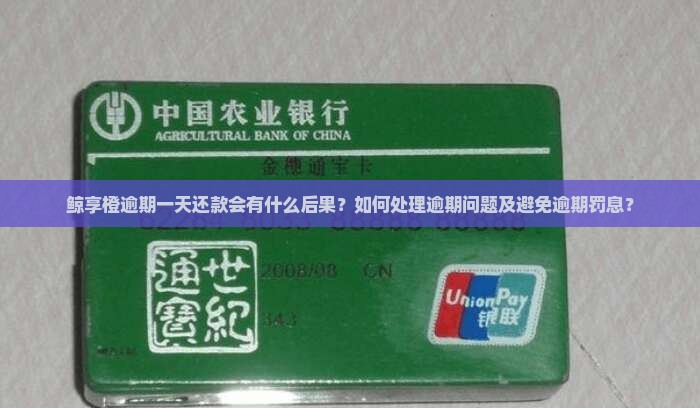 中国农业银行
AGRICULTURAL BANK OF CHINA
金穗通宝卡
鲸享橙逾期一天还款会有什么后果？如何处理逾期问题及避免逾期罚息？
2008/08 CN
世纪
通寶
343
UnionPay
银联